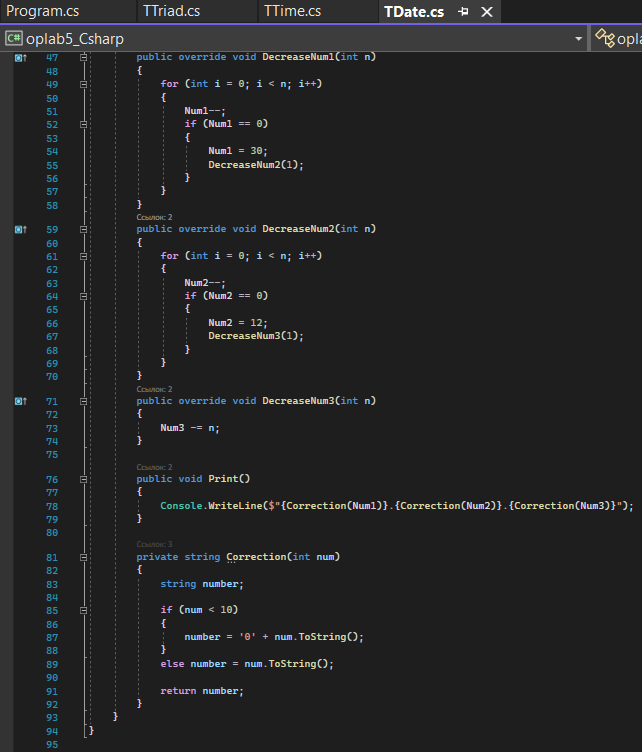 Program.cs TTriad.cs TTime.cs TDate.cs
C# oplab5_Csharp opla
47 public override void DecreaseNum1(int n)
48 {
49 for (int i = 0; i < n; i++)
50 {
51 Num1--;
52 if (Num1 == 0)
53 {
54 Num1 = 30;
55 DecreaseNum2(1);
56 }
57 }
58 }
Ссылок: 2
59 public override void DecreaseNum2(int n)
60 {
61 for (int i = 0; i < n; i++)
62 {
63 Num2--;
64 if (Num2 == 0)
65 {
66 Num2 = 12;
67 DecreaseNum3(1);
68 }
69 }
70 }
Ссылок: 2
71 public override void DecreaseNum3(int n)
72 {
73 Num3 -= n;
74 }
75
Ссылок: 2
76 public void Print()
77 {
78 Console.WriteLine($"{Correction(Num1)}.{Correction(Num2)}.{Correction(Num3)}");
79 }
80
Ссылок: 3
81 private string Correction(int num)
82 {
83 string number;
84
85 if (num < 10)
86 {
87 number = '0' + num.ToString();
88 }
89 else number = num.ToString();
90
91 return number;
92 }
93 }
94 }
95